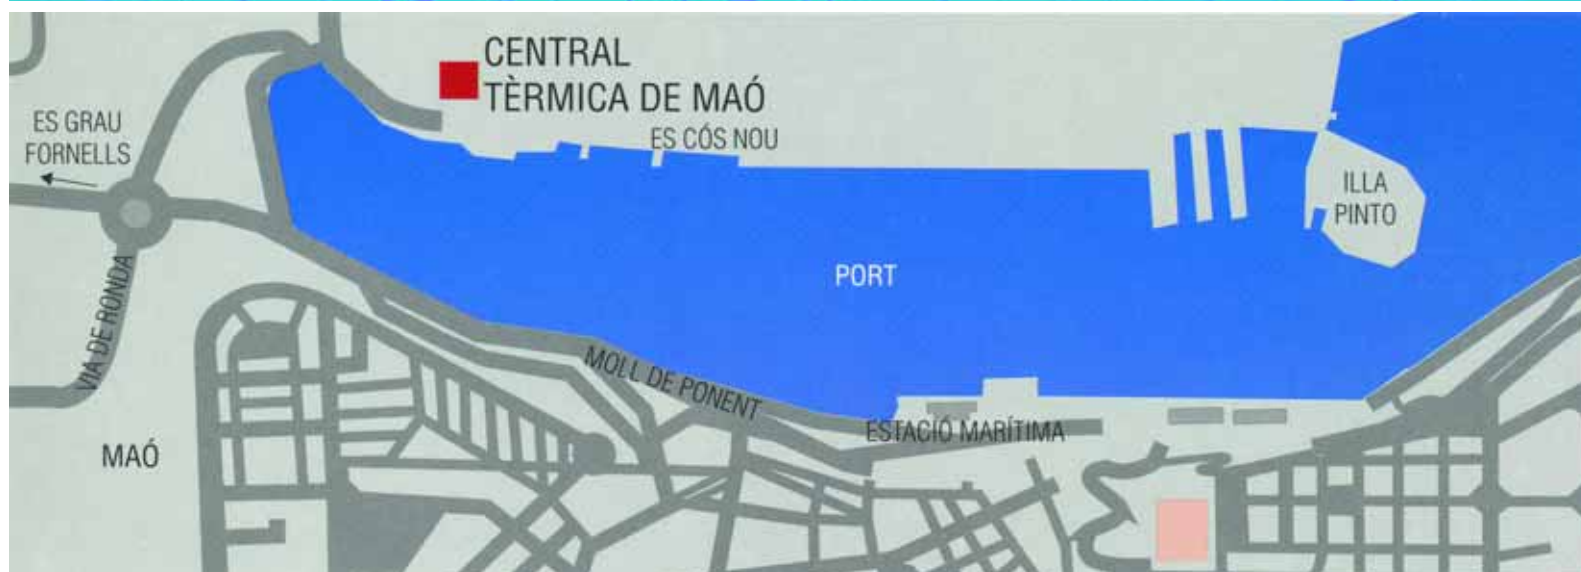 CENTRAL
TÈRMICA DE MAÓ
ES GRAU
FORNELLS
ES CÓS NOU
ILLA
PINTO
VIA DE RONDA
PORT
MOLL DE PONENT
ESTACIÓ MARÍTIMA
MAÓ